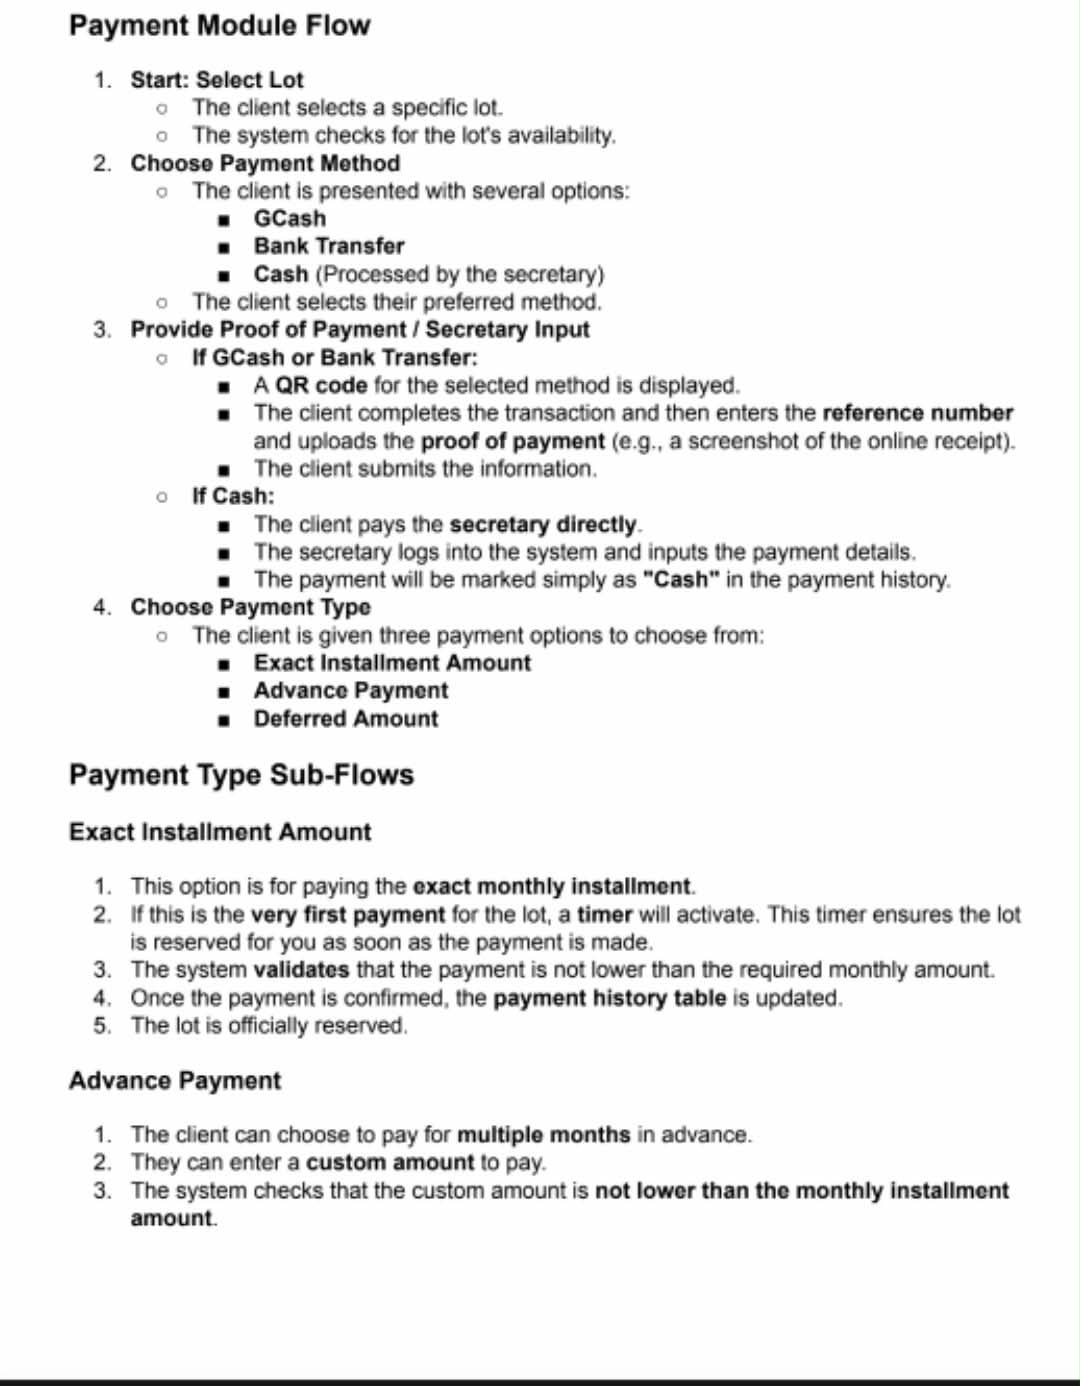 Payment Module Flow
1. Start: Select Lot
○ The client selects a specific lot.
○ The system checks for the lot's availability.
2. Choose Payment Method
○ The client is presented with several options:
■ GCash
■ Bank Transfer
■ Cash (Processed by the secretary)
○ The client selects their preferred method.
3. Provide Proof of Payment / Secretary Input
○ If GCash or Bank Transfer:
■ A QR code for the selected method is displayed.
■ The client completes the transaction and then enters the reference number
and uploads the proof of payment (e.g., a screenshot of the online receipt).
■ The client submits the information.
○ If Cash:
■ The client pays the secretary directly.
■ The secretary logs into the system and inputs the payment details.
■ The payment will be marked simply as "Cash" in the payment history.
4. Choose Payment Type
○ The client is given three payment options to choose from:
■ Exact Installment Amount
■ Advance Payment
■ Deferred Amount
Payment Type Sub-Flows
Exact Installment Amount
1. This option is for paying the exact monthly installment.
2. If this is the very first payment for the lot, a timer will activate. This timer ensures the lot
is reserved for you as soon as the payment is made.
3. The system validates that the payment is not lower than the required monthly amount.
4. Once the payment is confirmed, the payment history table is updated.
5. The lot is officially reserved.
Advance Payment
1. The client can choose to pay for multiple months in advance.
2. They can enter a custom amount to pay.
3. The system checks that the custom amount is not lower than the monthly installment
amount.